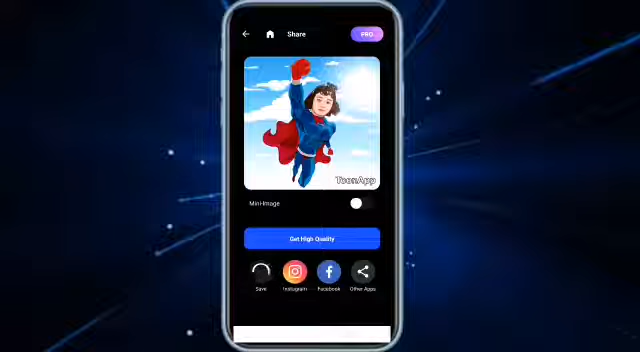 Share
PRO
ToonApp
Mini-Image
Get High Quality
Save
Instagram
Facebook
Other Apps